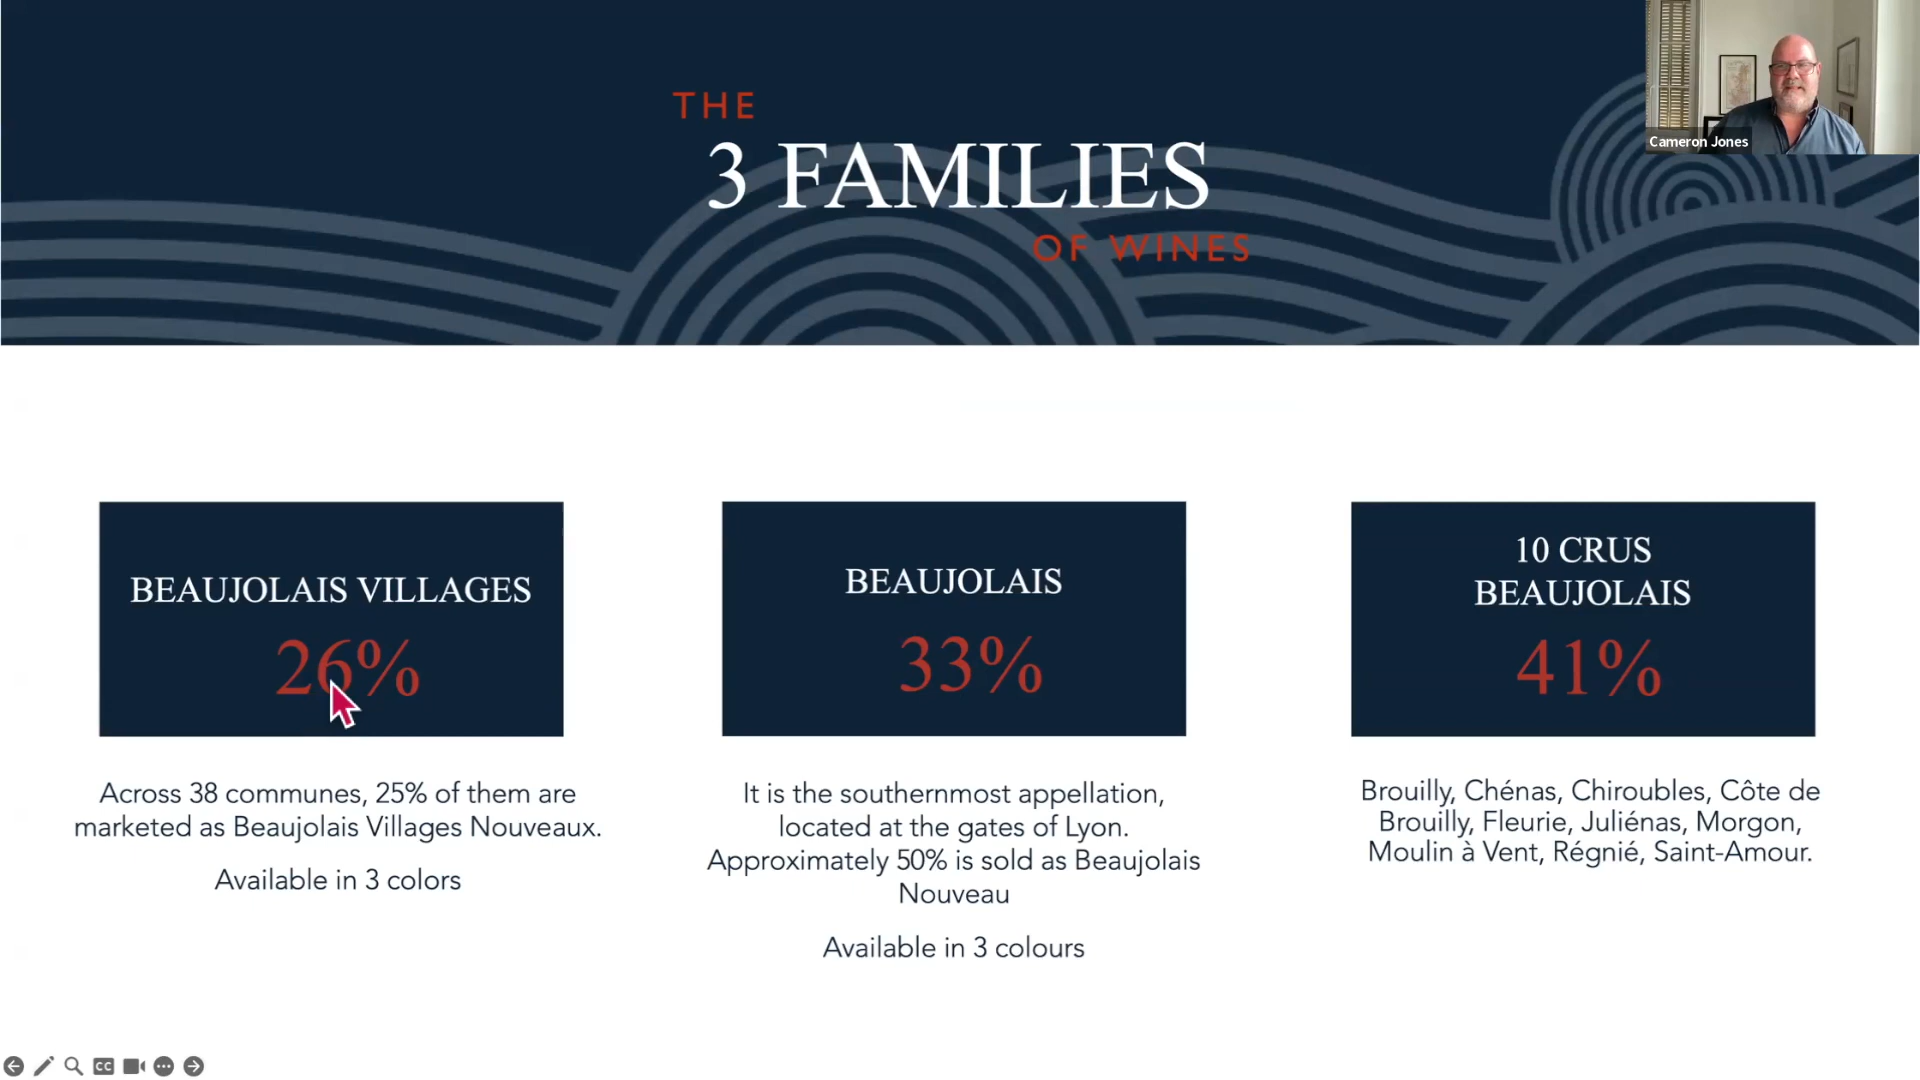 THE
3 FAMILIES
OF WINES
Cameron Jones
BEAUJOLAIS VILLAGES
26%
Across 38 communes, 25% of them are
marketed as Beaujolais Villages Nouveaux.
Available in 3 colors
BEAUJOLAIS
33%
It is the southernmost appellation,
located at the gates of Lyon.
Approximately 50% is sold as Beaujolais
Nouveau
Available in 3 colours
10 CRUS
BEAUJOLAIS
41%
Brouilly, Chénas, Chiroubles, Côte de
Brouilly, Fleurie, Juliénas, Morgon,
Moulin à Vent, Régnié, Saint-Amour.
CC